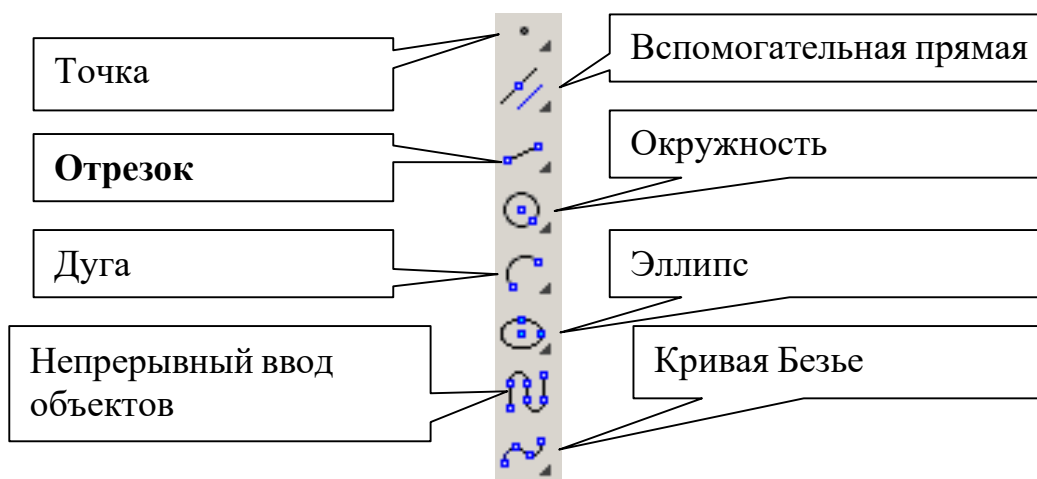 Точка
Вспомогательная прямая
Отрезок
Окружность
Дуга
Эллипс
Непрерывный ввод
объектов
Кривая Безье